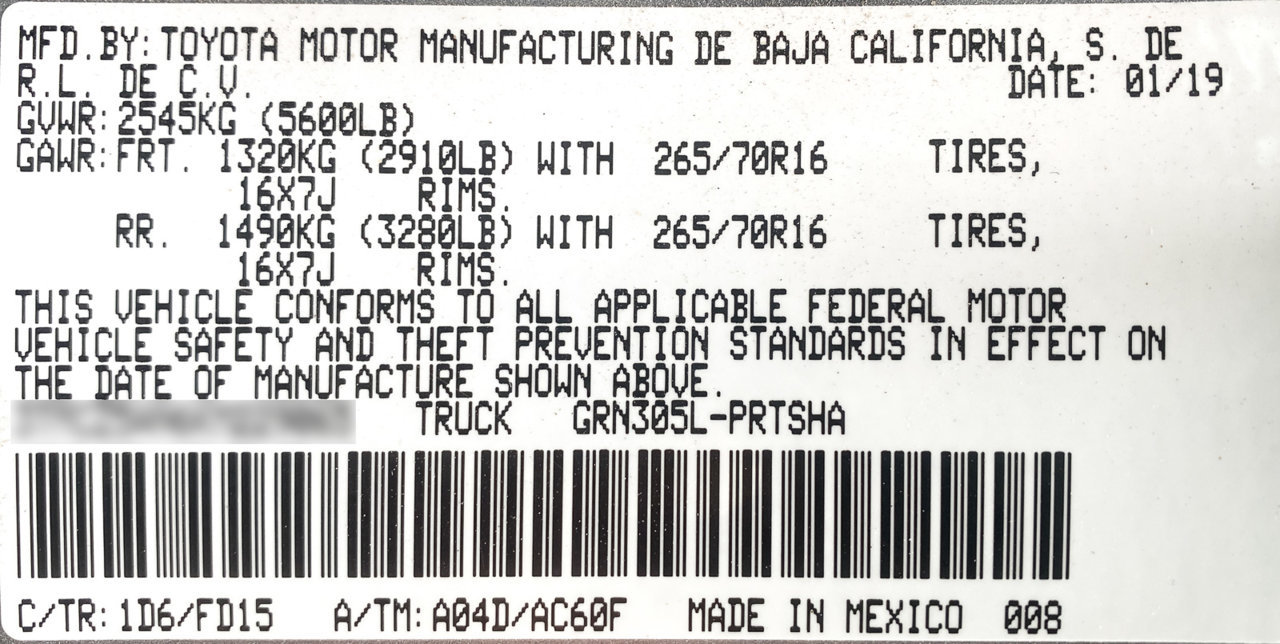 MFD.BY:TOYOTA MOTOR MANUFACTURING DE BAJA CALIFORNIA, S. DE
R.L. DE C.V. DATE: 01/19
GVWR:2545KG (5600LB)
GAWR:FRT. 1320KG (2910LB) WITH 265/70R16 TIRES,
16X7J RIMS.
RR. 1490KG (3280LB) WITH 265/70R16 TIRES,
16X7J RIMS.
THIS VEHICLE CONFORMS TO ALL APPLICABLE FEDERAL MOTOR
VEHICLE SAFETY AND THEFT PREVENTION STANDARDS IN EFFECT ON
THE DATE OF MANUFACTURE SHOWN ABOVE.
TRUCK GRN305L-PRTSHA
C/TR:1D6/FD15 A/TM:A04D/AC60F MADE IN MEXICO 008